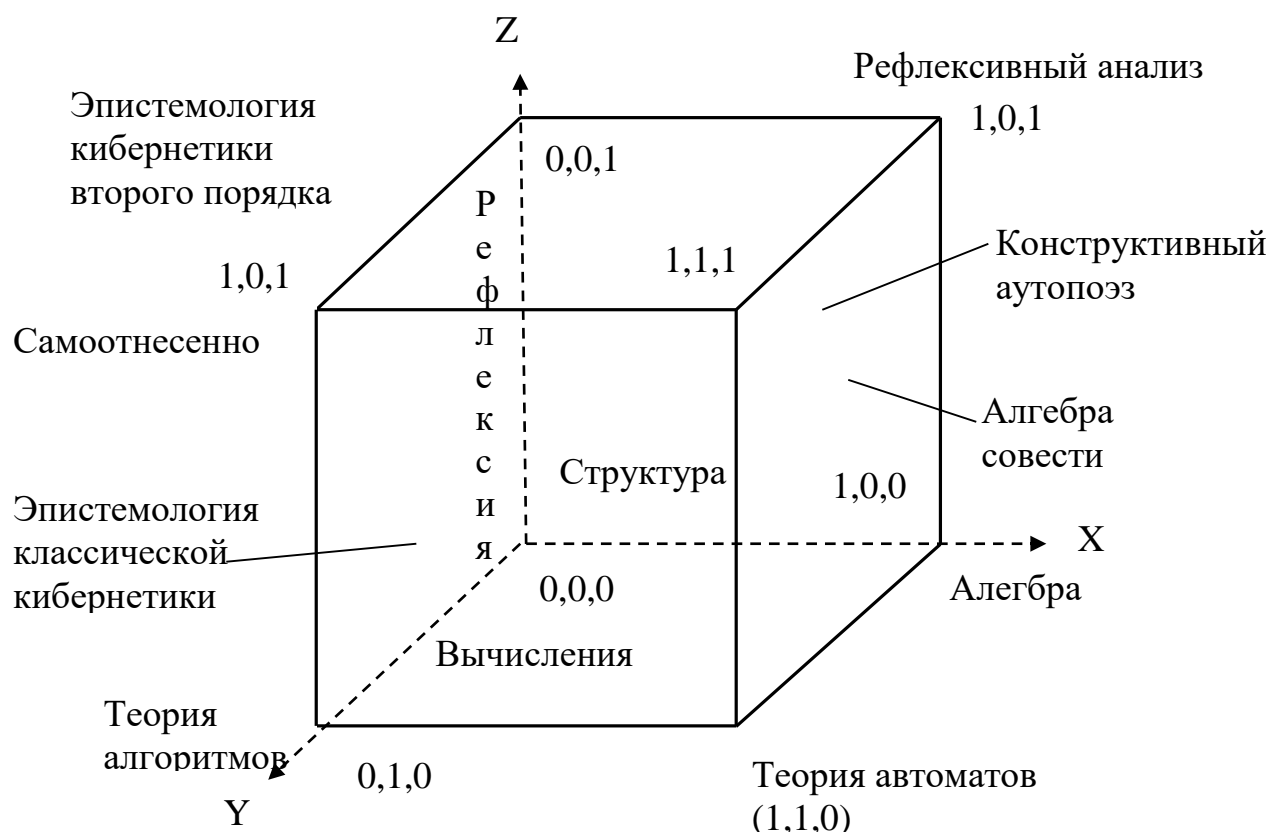 Z
Рефлексивный анализ
1,0,1
Эпистемология
кибернетики
второго порядка
0,0,1
Рефлексия
1,0,1
1,1,1
Конструктивный
аутопоэз
Самоотнесенно
Алгебра
совести
Структура
1,0,0
Эпистемология
классической
кибернетики
X
0,0,0
Алегбра
Вычисления
Теория
алгоритмов
0,1,0
Y
Теория автоматов
(1,1,0)